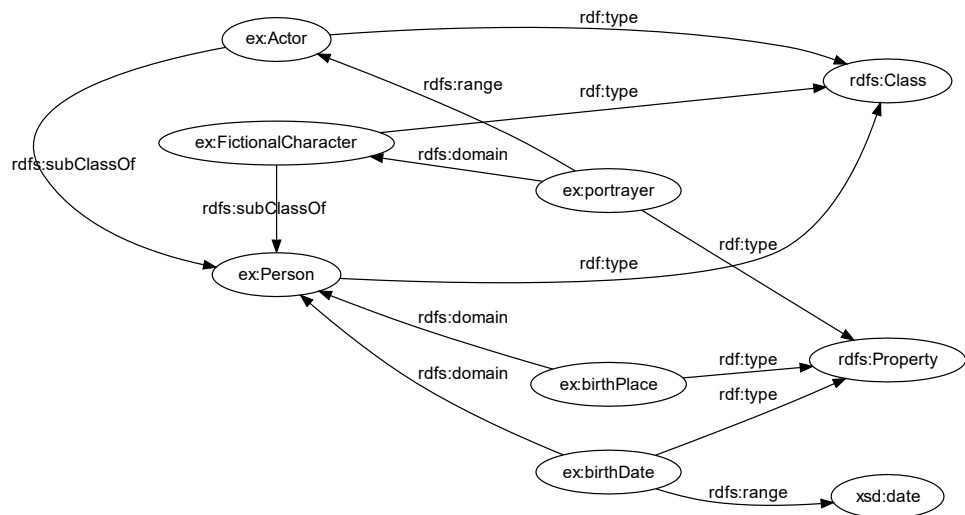 rdf:type
ex:Actor
rdfs:Class
rdfs:range
rdf:type
ex:FictionalCharacter
rdfs:domain
rdfs:subClassOf
ex:portrayer
rdfs:subClassOf
rdf:type
rdf:type
ex:Person
rdfs:domain
rdf:type
rdfs:Property
rdfs:domain
ex:birthPlace
rdf:type
ex:birthDate
rdfs:range
xsd:date